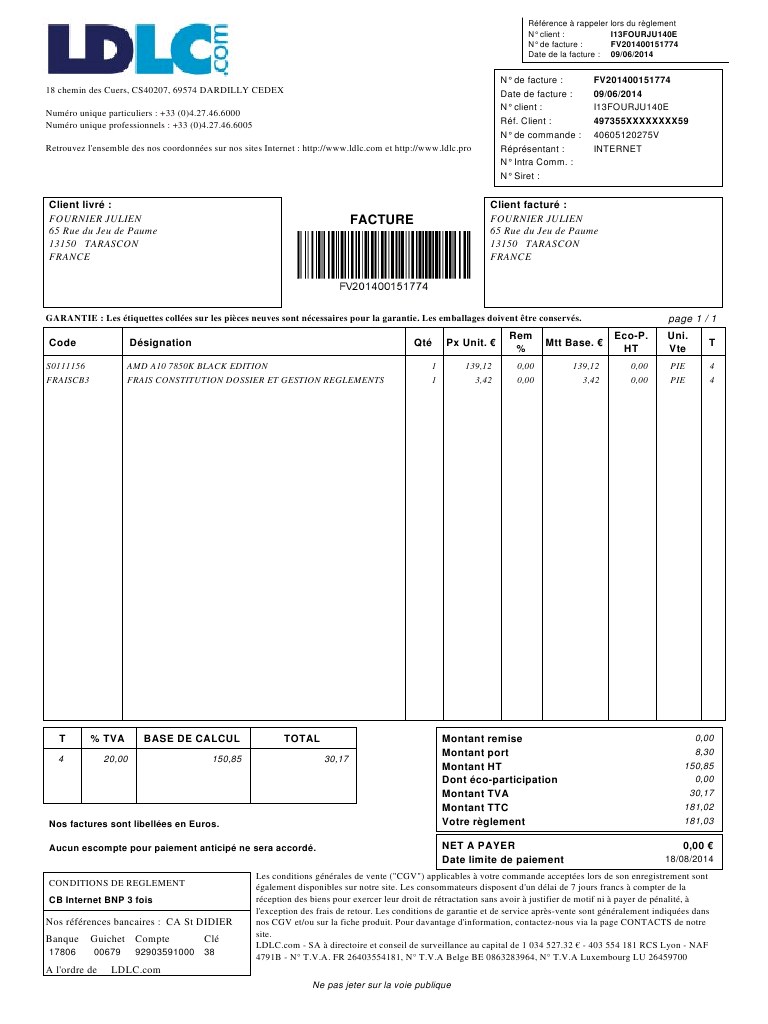 LDLC.com
Référence à rappeler lors du règlement
N° client : I13FOURJU140E
N° de facture : FV201400151774
Date de la facture : 09/06/2014
18 chemin des Cuers, CS40207, 69574 DARDILLY CEDEX
Numéro unique particuliers : +33 (0)4.27.46.6000
Numéro unique professionnels : +33 (0)4.27.46.6005
Retrouvez l'ensemble des nos coordonnées sur nos sites Internet : http://www.ldlc.com et http://www.ldlc.pro
N° de facture : FV201400151774
Date de facture : 09/06/2014
N° client : I13FOURJU140E
Réf. Client : 497355XXXXXXXX59
N° de commande : 40605120275V
Réprésentant : INTERNET
N° Intra Comm. :
N° Siret :
Client livré :
FOURNIER JULIEN
65 Rue du Jeu de Paume
13150 TARASCON
FRANCE
FACTURE
FV201400151774
Client facturé :
FOURNIER JULIEN
65 Rue du Jeu de Paume
13150 TARASCON
FRANCE
GARANTIE : Les étiquettes collées sur les pièces neuves sont nécessaires pour la garantie. Les emballages doivent être conservés.
page 1 / 1
Code Désignation Qté Px Unit. € Rem % Mtt Base. € Eco-P. HT Uni. Vte T
S0111156 AMD A10 7850K BLACK EDITION 1 139,12 0,00 139,12 0,00 PIE 4
FRAISCB3 FRAIS CONSTITUTION DOSSIER ET GESTION REGLEMENTS 1 3,42 0,00 3,42 0,00 PIE 4
T % TVA BASE DE CALCUL TOTAL
4 20,00 150,85 30,17
Nos factures sont libellées en Euros.
Aucun escompte pour paiement anticipé ne sera accordé.
Montant remise 0,00
Montant port 8,30
Montant HT 150,85
Dont éco-participation 0,00
Montant TVA 30,17
Montant TTC 181,02
Votre règlement 181,03
NET A PAYER 0,00 €
Date limite de paiement 18/08/2014
CONDITIONS DE REGLEMENT
CB Internet BNP 3 fois
Nos références bancaires : CA St DIDIER
Banque Guichet Compte Clé
17806 00679 92903591000 38
A l'ordre de LDLC.com
Les conditions générales de vente ("CGV") applicables à votre commande acceptées lors de son enregistrement sont
également disponibles sur notre site. Les consommateurs disposent d'un délai de 7 jours francs à compter de la
réception des biens pour exercer leur droit de rétractation sans avoir à justifier de motif ni à payer de pénalité, à
l'exception des frais de retour. Les conditions de garantie et de service après-vente sont généralement indiquées dans
nos CGV et/ou sur la fiche produit. Pour davantage d'information, contactez-nous via la page CONTACTS de notre
site.
LDLC.com - SA à directoire et conseil de surveillance au capital de 1 034 527.32 € - 403 554 181 RCS Lyon - NAF
4791B - N° T.V.A. FR 26403554181, N° T.V.A Belge BE 0863283964, N° T.V.A Luxembourg LU 26459700
Ne pas jeter sur la voie publique